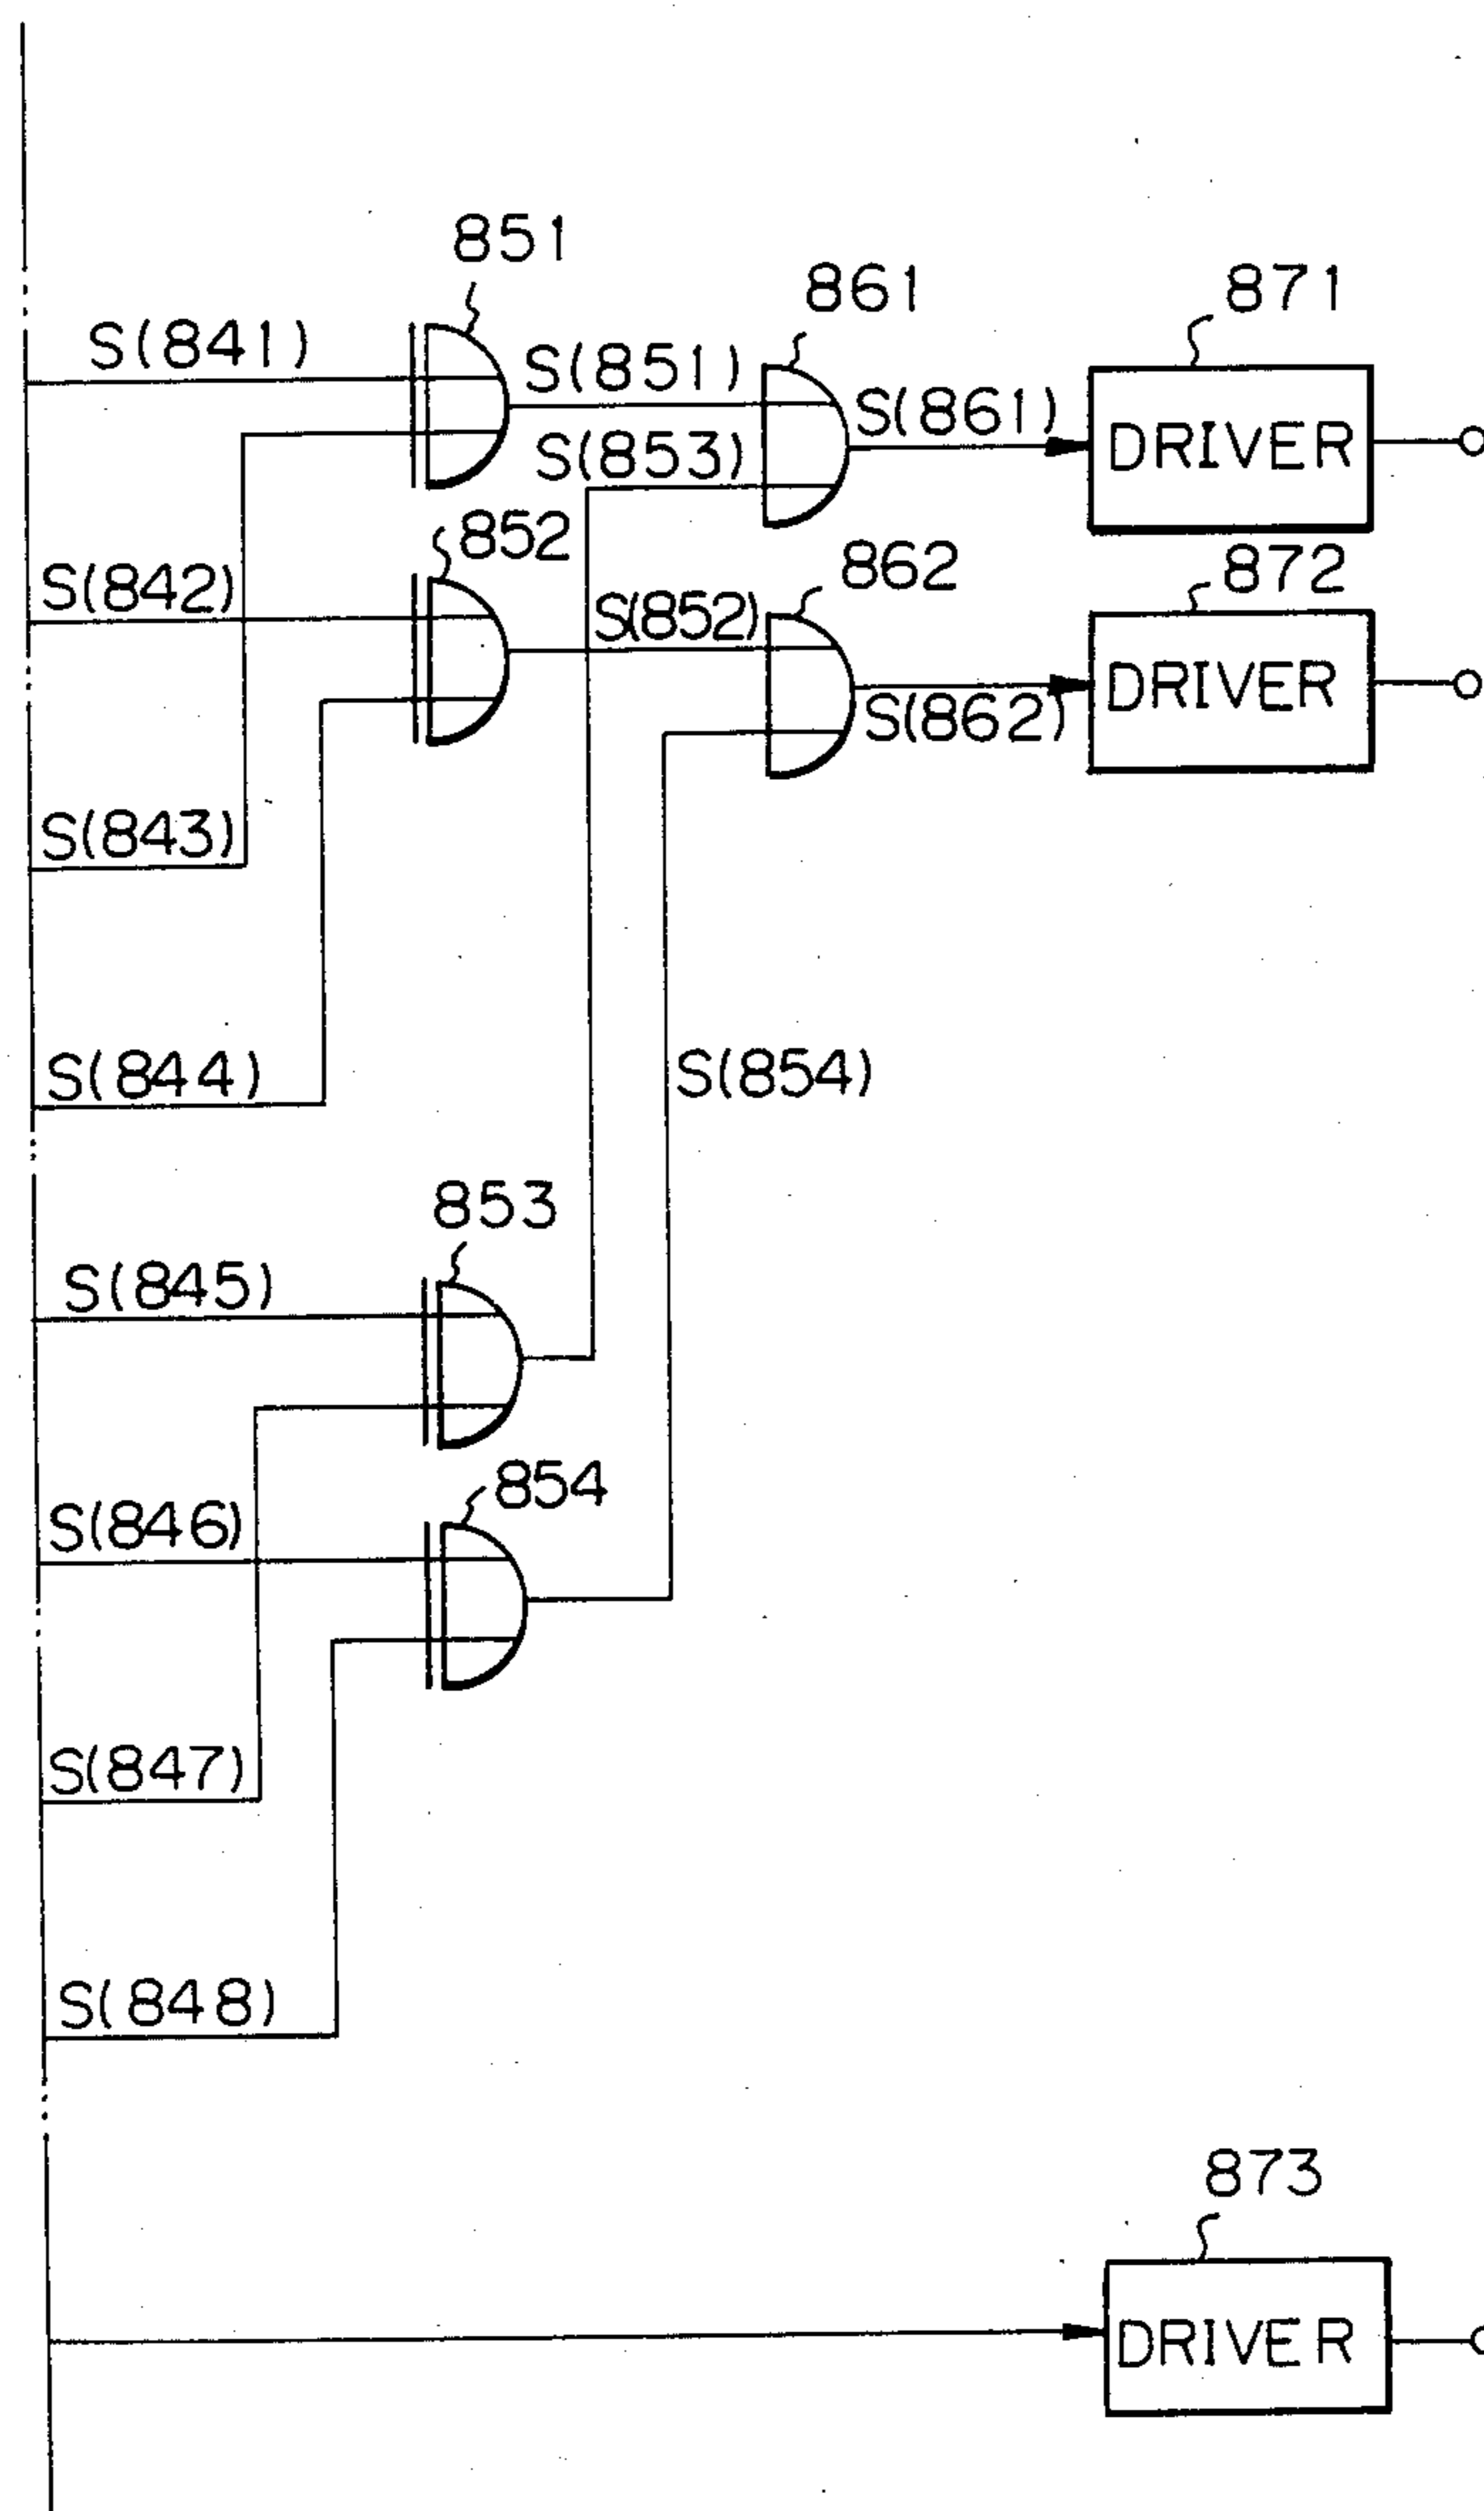 851
861
871
S(841)
S(851)
S(861)
DRIVER
S(853)
852
862
872
S(842)
S(852)
DRIVER
S(862)
S(843)
S(844)
S(854)
853
S(845)
854
S(846)
S(847)
S(848)
873
DRIVER